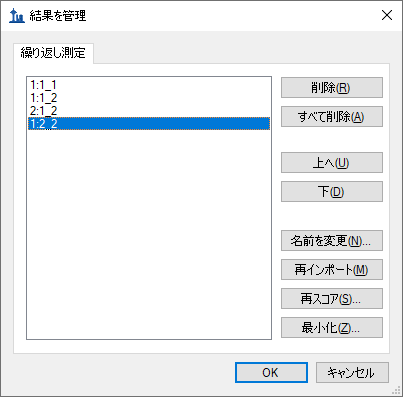 結果を管理
繰り返し測定
1:1_1
1:1_2
2:1_2
1:2_2
削除(R)
すべて削除(A)
上へ(U)
下(D)
名前を変更(N)...
再インポート(M)
再スコア(S)...
最小化(Z)...
OK
キャンセル